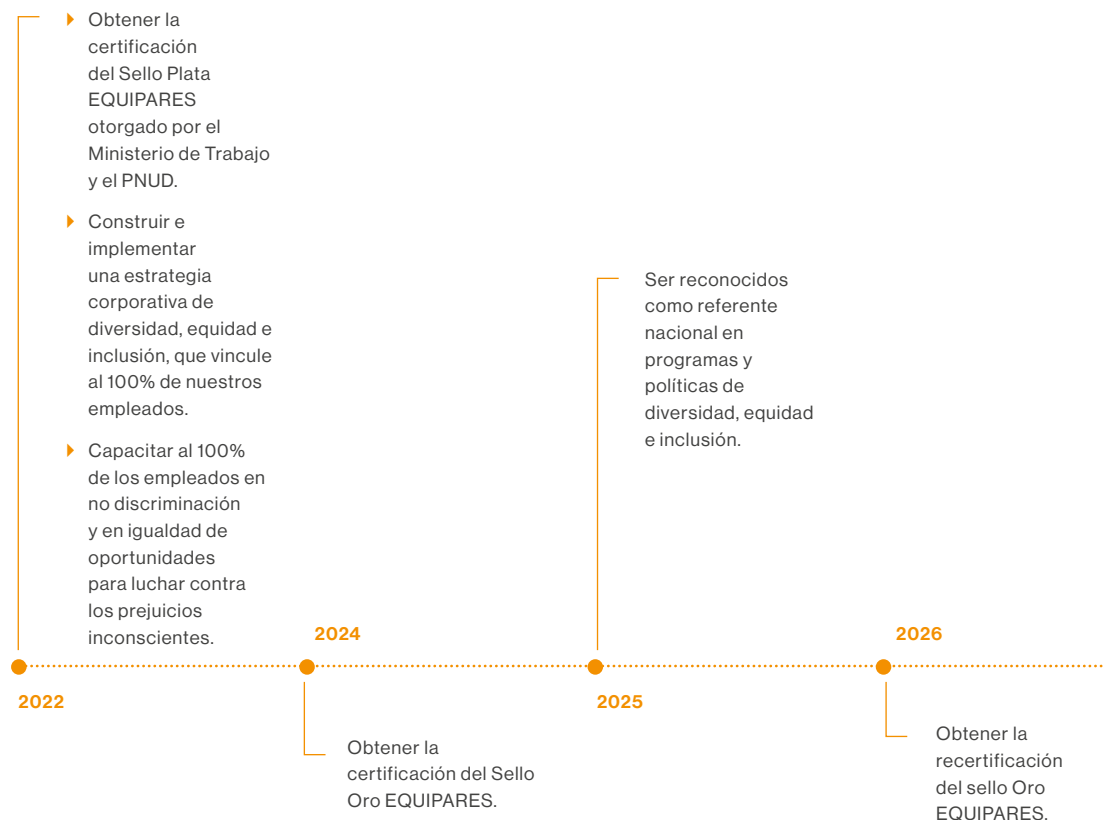 Obtener la
certificación
del Sello Plata
EQUIPARES
otorgado por el
Ministerio de Trabajo
y el PNUD.
Construir e
implementar
una estrategia
corporativa de
diversidad, equidad e
inclusión, que vincule
al 100% de nuestros
empleados.
Capacitar al 100%
de los empleados en
no discriminación
y en igualdad de
oportunidades
para luchar contra
los prejuicios
inconscientes.
2022
2024
Obtener la
certificación del Sello
Oro EQUIPARES.
Ser reconocidos
como referente
nacional en
programas y
políticas de
diversidad, equidad
e inclusión.
2025
2026
Obtener la
recertificación
del sello Oro
EQUIPARES.